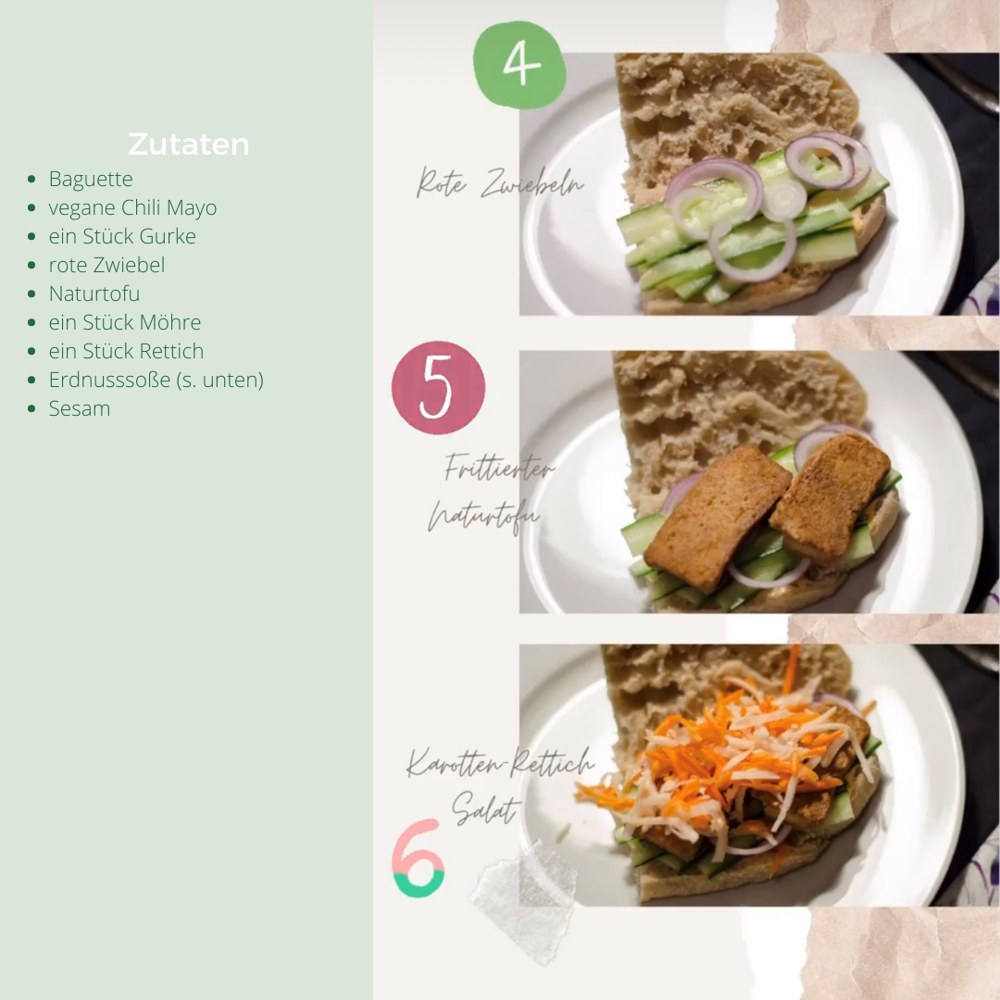 Zutaten
Baguette
vegane Chili Mayo
ein Stück Gurke
rote Zwiebel
Naturtofu
ein Stück Möhre
ein Stück Rettich
Erdnusssoße (s. unten)
Sesam
4
Rote Zwiebeln
5
Frittierter
Naturtofu
Karotten-Rettich
Salat
6